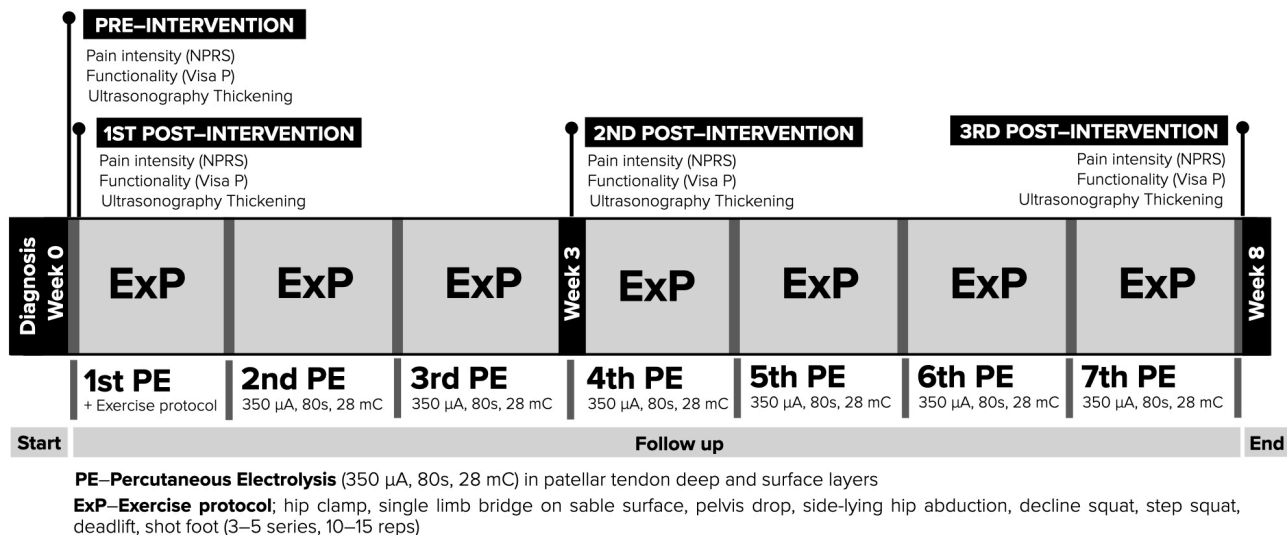 PRE–INTERVENTION
Pain intensity (NPRS)
Functionality (Visa P)
Ultrasonography Thickening
1ST POST–INTERVENTION
Pain intensity (NPRS)
Functionality (Visa P)
Ultrasonography Thickening
2ND POST–INTERVENTION
Pain intensity (NPRS)
Functionality (Visa P)
Ultrasonography Thickening
3RD POST–INTERVENTION
Pain intensity (NPRS)
Functionality (Visa P)
Ultrasonography Thickening
Diagnosis
Week 0
ExP
ExP
ExP
Week 3
ExP
ExP
ExP
ExP
Week 8
1st PE
+ Exercise protocol
2nd PE
350 µA, 80s, 28 mC
3rd PE
350 µA, 80s, 28 mC
4th PE
350 µA, 80s, 28 mC
5th PE
350 µA, 80s, 28 mC
6th PE
350 µA, 80s, 28 mC
7th PE
350 µA, 80s, 28 mC
Start
Follow up
End
PE–Percutaneous Electrolysis (350 µA, 80s, 28 mC) in patellar tendon deep and surface layers
ExP–Exercise protocol; hip clamp, single limb bridge on sable surface, pelvis drop, side-lying hip abduction, decline squat, step squat,
deadlift, shot foot (3–5 series, 10–15 reps)